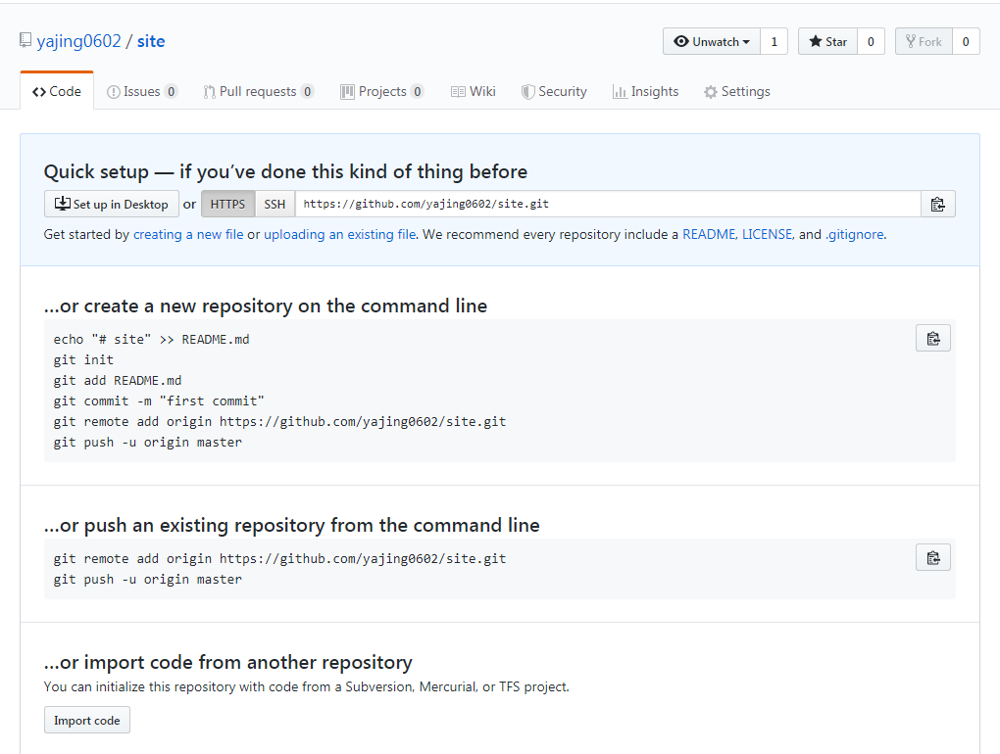 yajing0602 / site
Unwatch 1 Star 0 Fork 0
Code Issues 0 Pull requests 0 Projects 0 Wiki Security Insights Settings
Quick setup — if you’ve done this kind of thing before
Set up in Desktop or HTTPS SSH https://github.com/yajing0602/site.git
Get started by creating a new file or uploading an existing file. We recommend every repository include a README, LICENSE, and .gitignore.
…or create a new repository on the command line
echo "# site" >> README.md
git init
git add README.md
git commit -m "first commit"
git remote add origin https://github.com/yajing0602/site.git
git push -u origin master
…or push an existing repository from the command line
git remote add origin https://github.com/yajing0602/site.git
git push -u origin master
…or import code from another repository
You can initialize this repository with code from a Subversion, Mercurial, or TFS project.
Import code